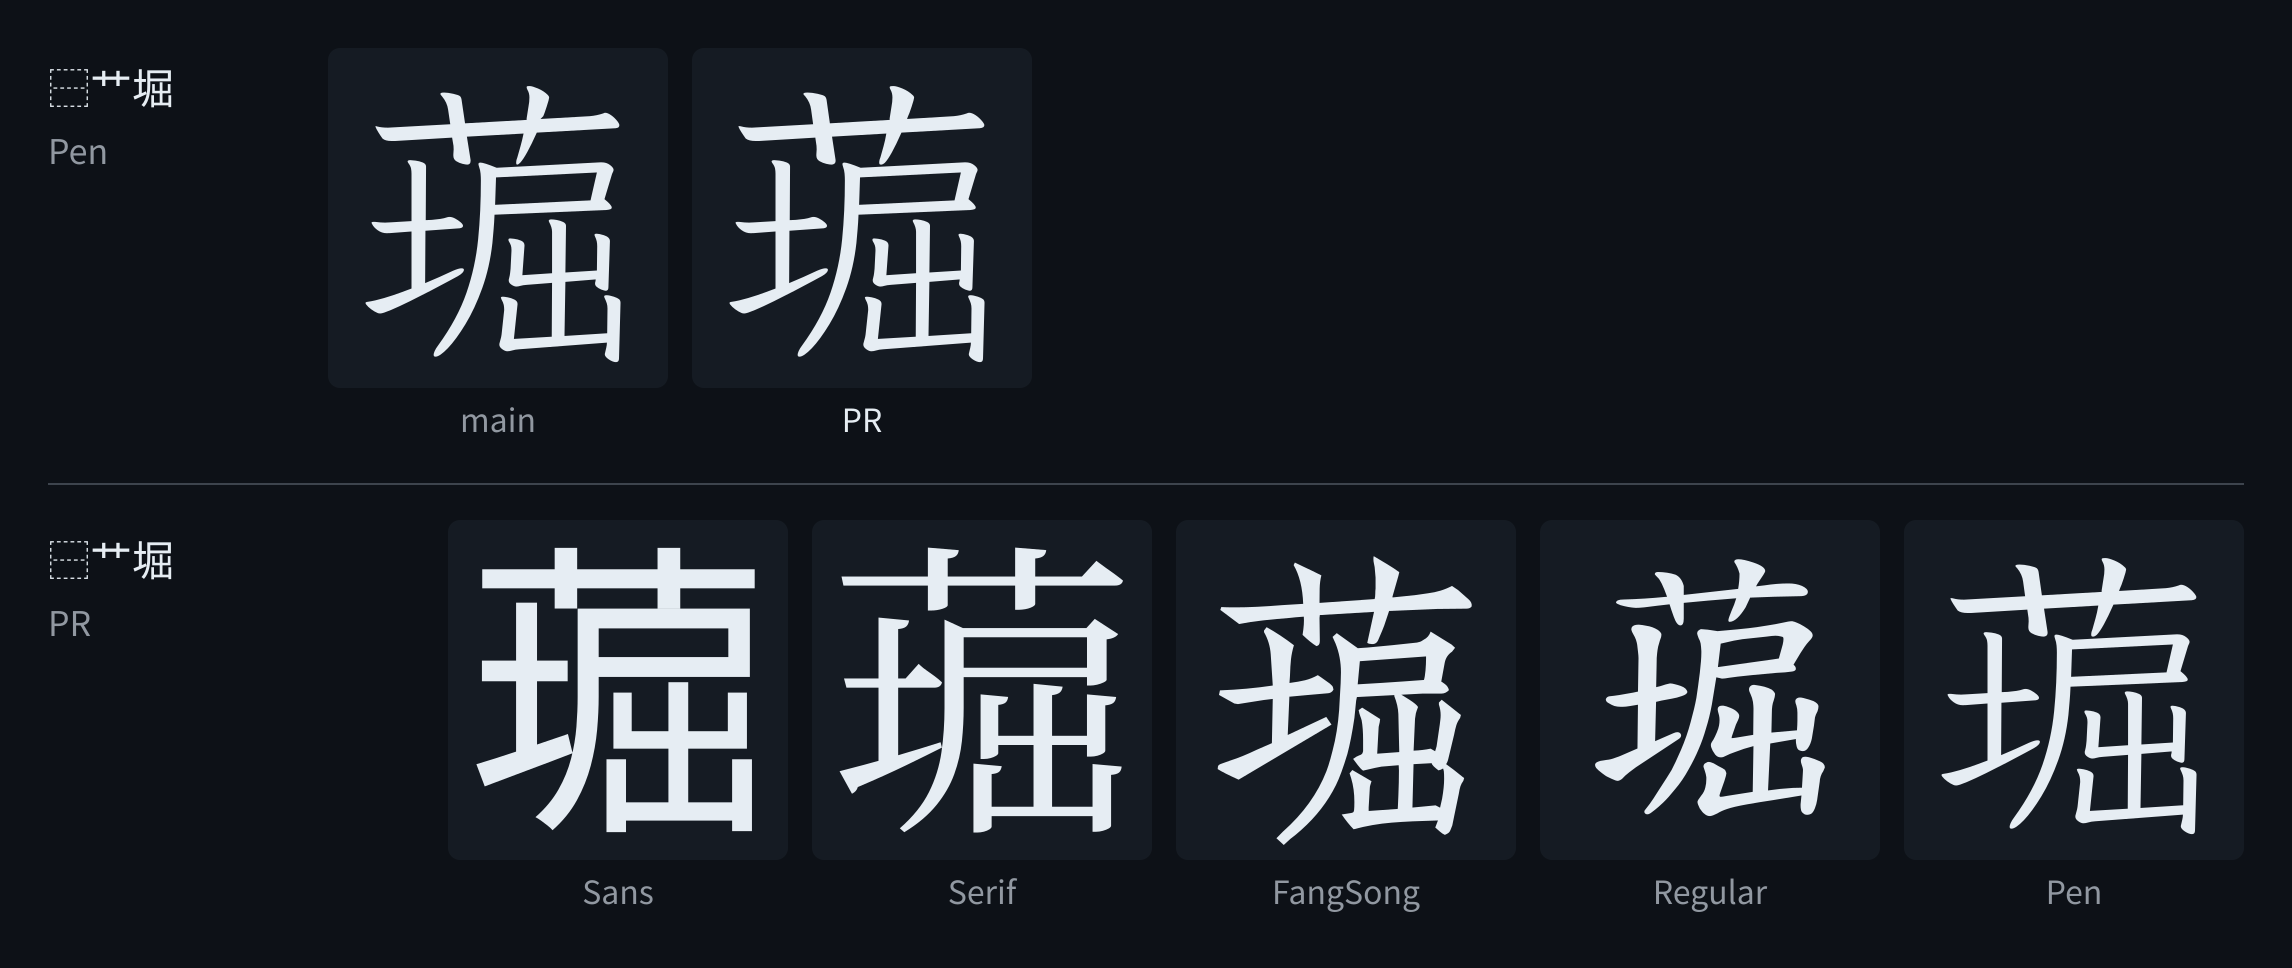 ⿱艹堀
Pen
main
PR
⿱艹堀
PR
Sans
Serif
FangSong
Regular
Pen